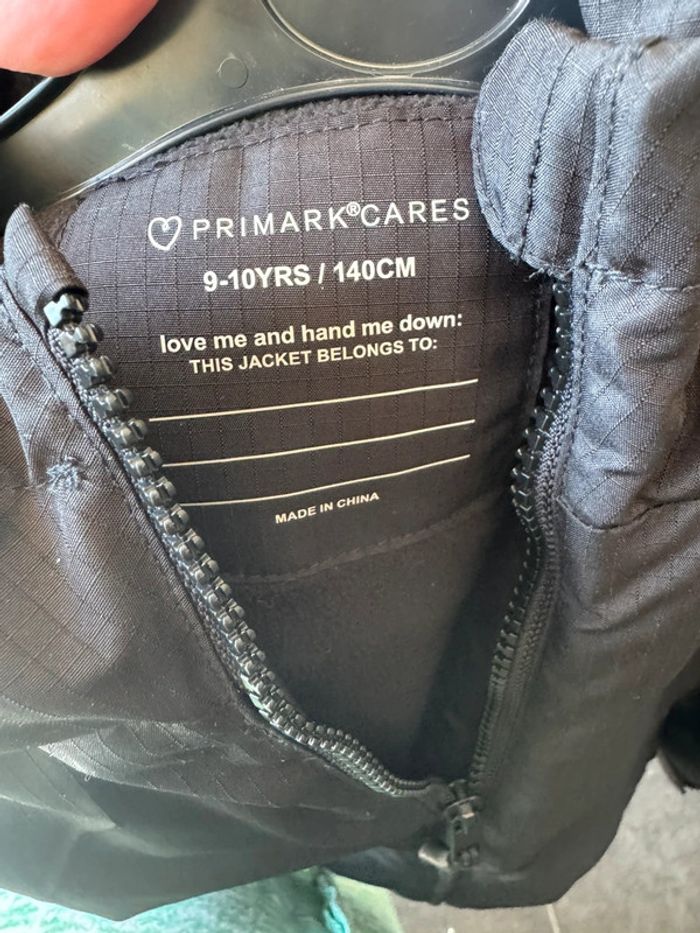 PRIMARK®CARES
9-10YRS / 140CM
love me and hand me down:
THIS JACKET BELONGS TO:
MADE IN CHINA